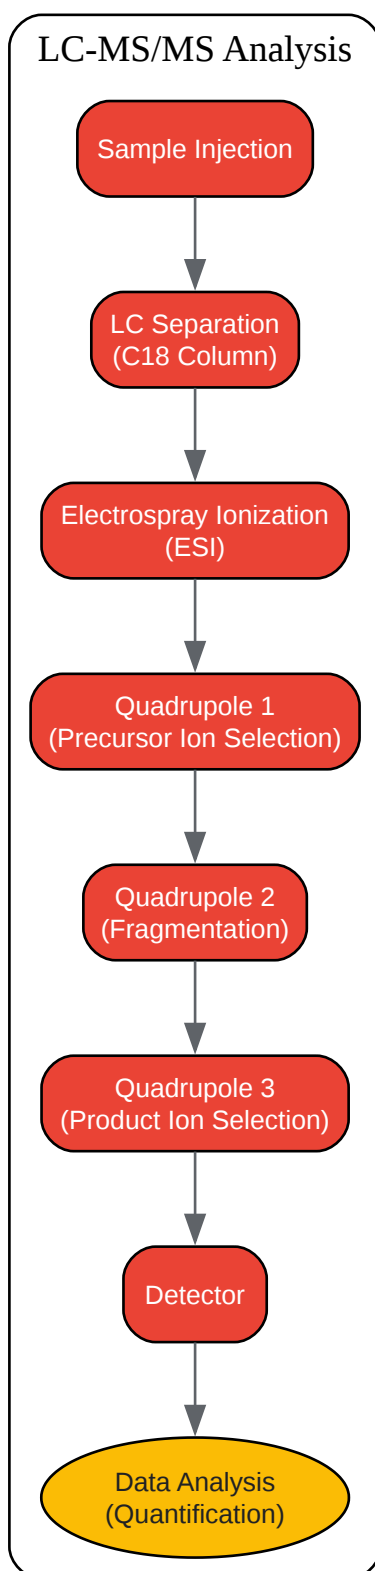 LC-MS/MS Analysis
Sample Injection
LC Separation
(C18 Column)
Electrospray Ionization
(ESI)
Quadrupole 1
(Precursor Ion Selection)
Quadrupole 2
(Fragmentation)
Quadrupole 3
(Product Ion Selection)
Detector
Data Analysis
(Quantification)